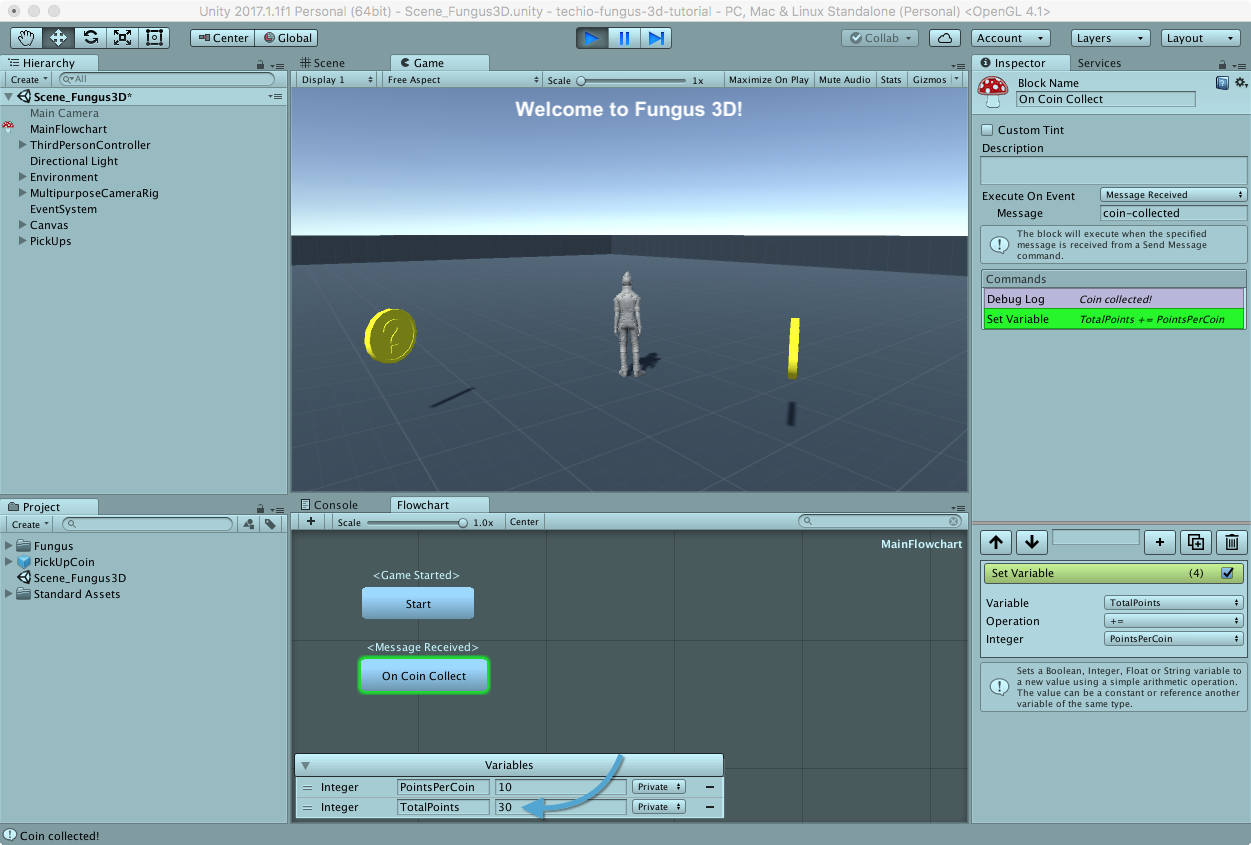 Unity 2017.1.1f1 Personal (64bit) - Scene_Fungus3D.unity - techio-fungus-3d-tutorial - PC, Mac & Linux Standalone (Personal) <OpenGL 4.1>
Center Global Collab Account Layers Layout
Hierarchy
Create All
Scene_Fungus3D*
Main Camera
MainFlowchart
ThirdPersonController
Directional Light
Environment
MultipurposeCameraRig
EventSystem
Canvas
PickUps
Scene Game
Display 1 Free Aspect Scale 1x Maximize On Play Mute Audio Stats Gizmos
Welcome to Fungus 3D!
Inspector Services
Block Name
On Coin Collect
Custom Tint
Description
Execute On Event Message Received
Message coin-collected
The block will execute when the specified
message is received from a Send Message
command.
Commands
Debug Log Coin collected!
Set Variable TotalPoints += PointsPerCoin
Project
Create
Fungus
PickUpCoin
Scene_Fungus3D
Standard Assets
Console Flowchart
+ Scale 1.0x Center
MainFlowchart
<Game Started>
Start
<Message Received>
On Coin Collect
Variables
Integer PointsPerCoin 10 Private
Integer TotalPoints 30 Private
Set Variable (4)
Variable TotalPoints
Operation +=
Integer PointsPerCoin
Sets a Boolean, Integer, Float or String variable to
a new value using a simple arithmetic operation.
The value can be a constant or reference another
variable of the same type.
Coin collected!